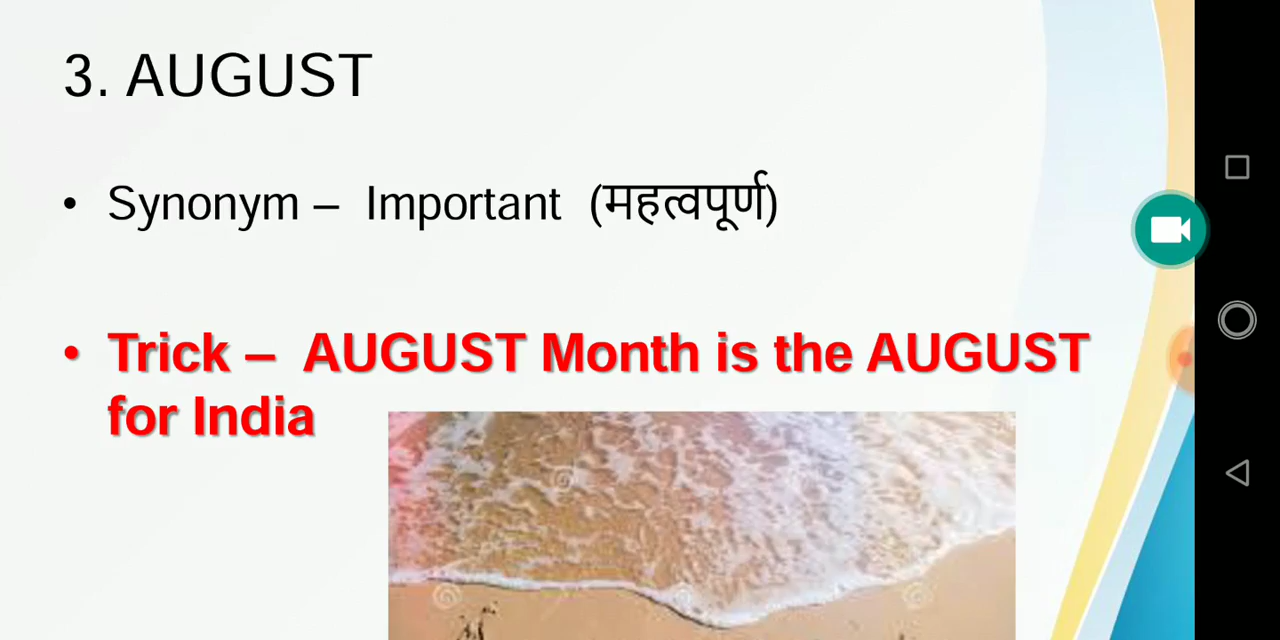 3. AUGUST
• Synonym – Important (महत्वपूर्ण)
• Trick – AUGUST Month is the AUGUST
for India